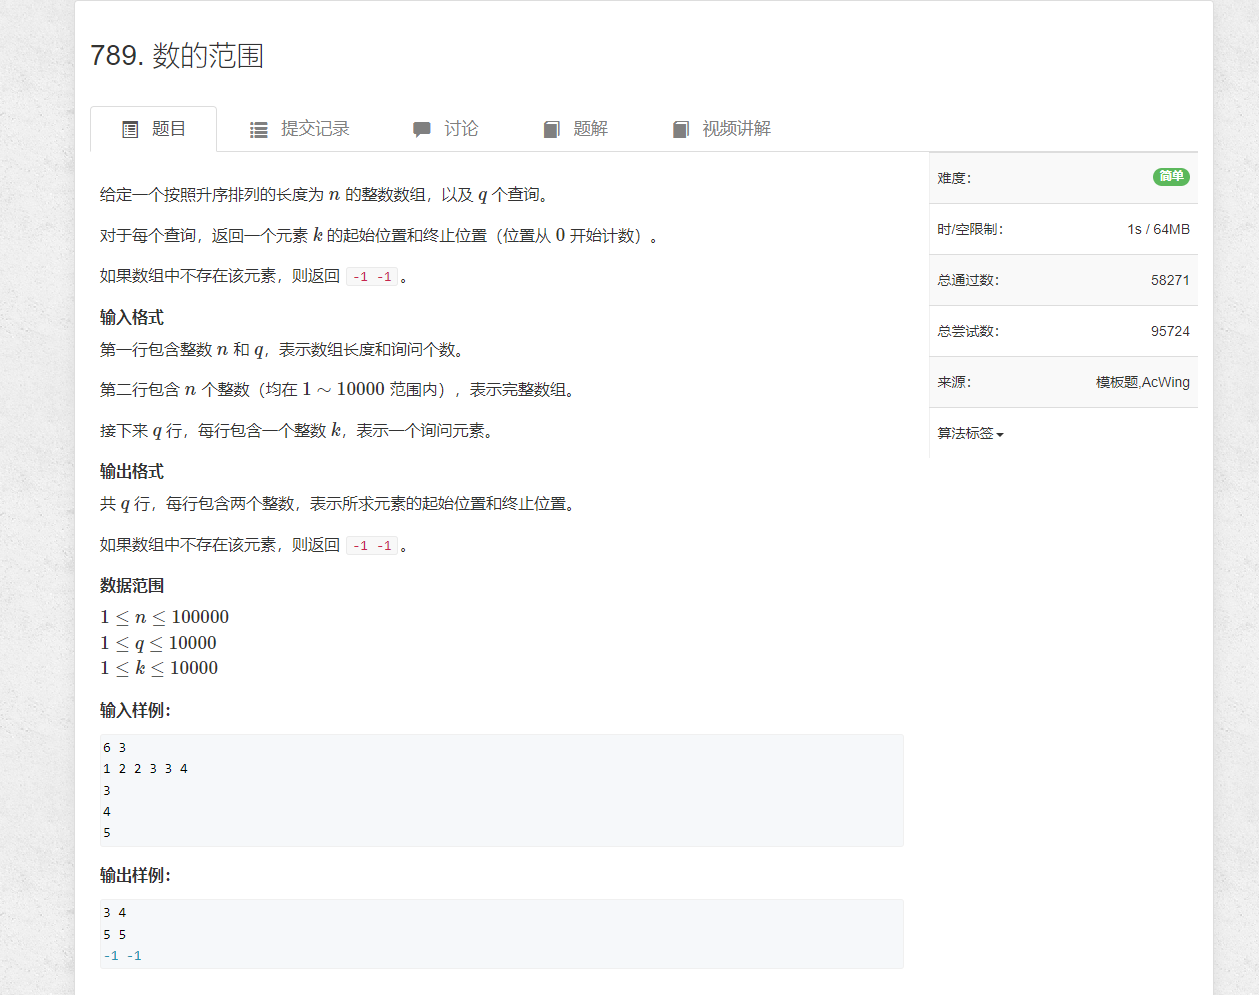 789. 数的范围
题目 提交记录 讨论 题解 视频讲解
给定一个按照升序排列的长度为 n 的整数数组，以及 q 个查询。
对于每个查询，返回一个元素 k 的起始位置和终止位置（位置从 0 开始计数）。
如果数组中不存在该元素，则返回 -1 -1 。
输入格式
第一行包含整数 n 和 q，表示数组长度和询问个数。
第二行包含 n 个整数（均在 1 ∼ 10000 范围内），表示完整数组。
接下来 q 行，每行包含一个整数 k，表示一个询问元素。
输出格式
共 q 行，每行包含两个整数，表示所求元素的起始位置和终止位置。
如果数组中不存在该元素，则返回 -1 -1 。
数据范围
1 ≤ n ≤ 100000
1 ≤ q ≤ 10000
1 ≤ k ≤ 10000
输入样例：
6 3
1 2 2 3 3 4
3
4
5
输出样例：
3 4
5 5
-1 -1
难度： 简单
时/空限制： 1s / 64MB
总通过数： 58271
总尝试数： 95724
来源： 模板题,AcWing
算法标签